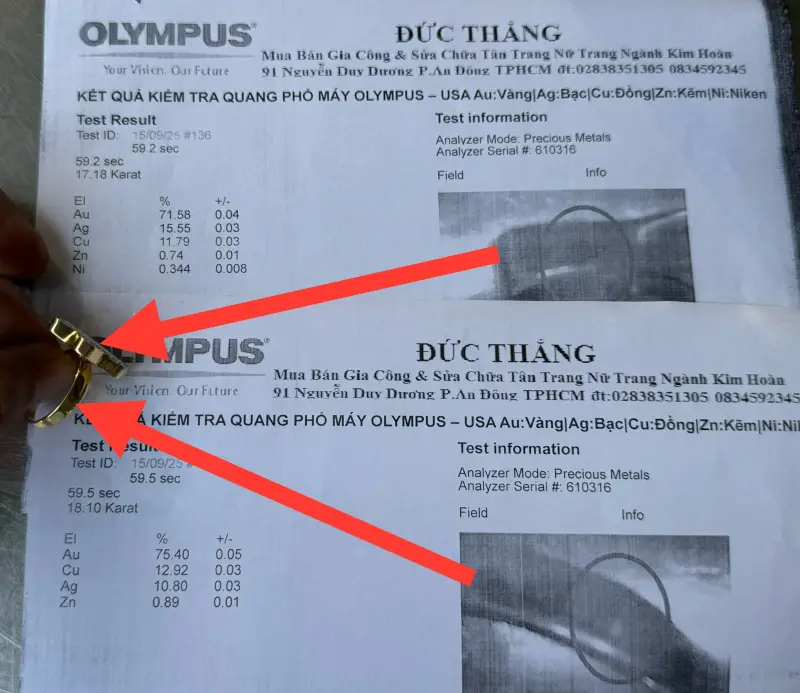 OLYMPUS®
Your Vision, Our Future
ĐỨC THẮNG
Mua Bán Gia Công & Sửa Chữa Tân Trang Nữ Trang Ngành Kim Hoàn
91 Nguyễn Duy Dương P.An Đông TPHCM đt:02838351305 0834592345
KẾT QUẢ KIỂM TRA QUANG PHỔ MÁY OLYMPUS – USA Au:Vàng|Ag:Bạc|Cu:Đồng|Zn:Kẽm|Ni:Niken
Test Result
Test ID: 15/09/25 #136
59.2 sec
59.2 sec
17.18 Karat
El % +/-
Au 71.58 0.04
Ag 15.55 0.03
Cu 11.79 0.03
Zn 0.74 0.01
Ni 0.344 0.008
Test information
Analyzer Mode: Precious Metals
Analyzer Serial #: 610316
Field Info
OLYMPUS®
Your Vision, Our Future
ĐỨC THẮNG
Mua Bán Gia Công & Sửa Chữa Tân Trang Nữ Trang Ngành Kim Hoàn
91 Nguyễn Duy Dương P.An Đông TPHCM đt:02838351305 0834592345
KIỂM TRA QUANG PHỔ MÁY OLYMPUS – USA Au:Vàng|Ag:Bạc|Cu:Đồng|Zn:Kẽm|Ni:Ni
Test Result
Test ID: 15/09/25 #
59.5 sec
59.5 sec
18.10 Karat
El % +/-
Au 75.40 0.05
Cu 12.92 0.03
Ag 10.80 0.03
Zn 0.89 0.01
Test information
Analyzer Mode: Precious Metals
Analyzer Serial #: 610316
Field Info